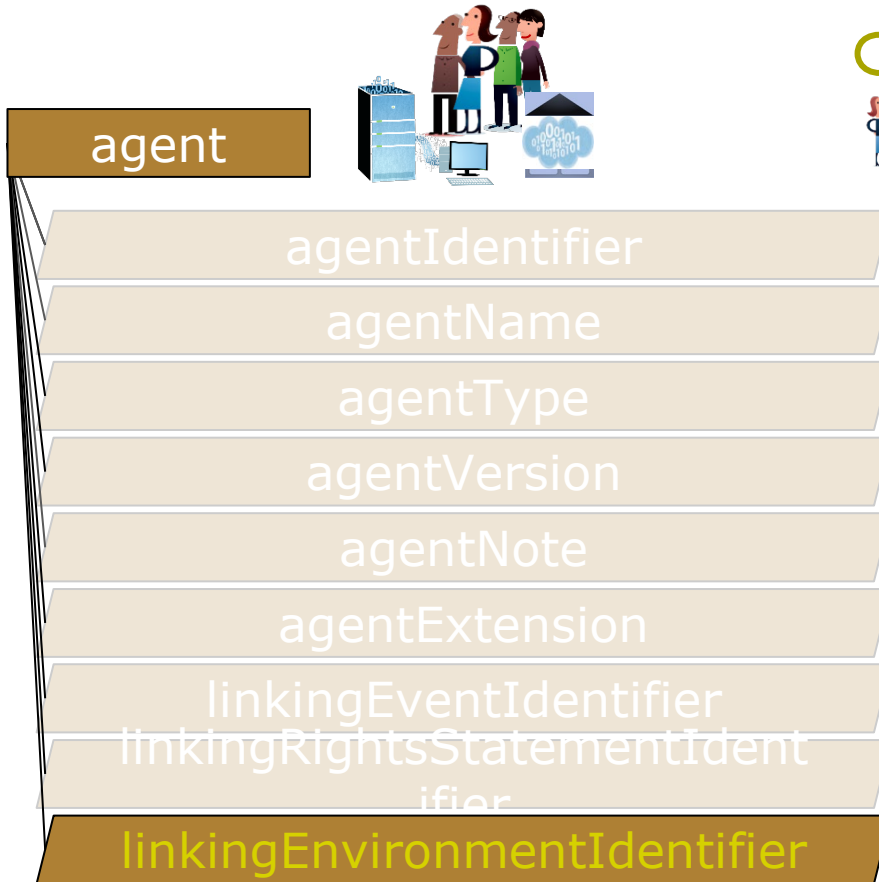 agent
agentIdentifier
agentName
agentType
agentVersion
agentNote
agentExtension
linkingEventIdentifier
linkingRightsStatementIdent
ifier
linkingEnvironmentIdentifier